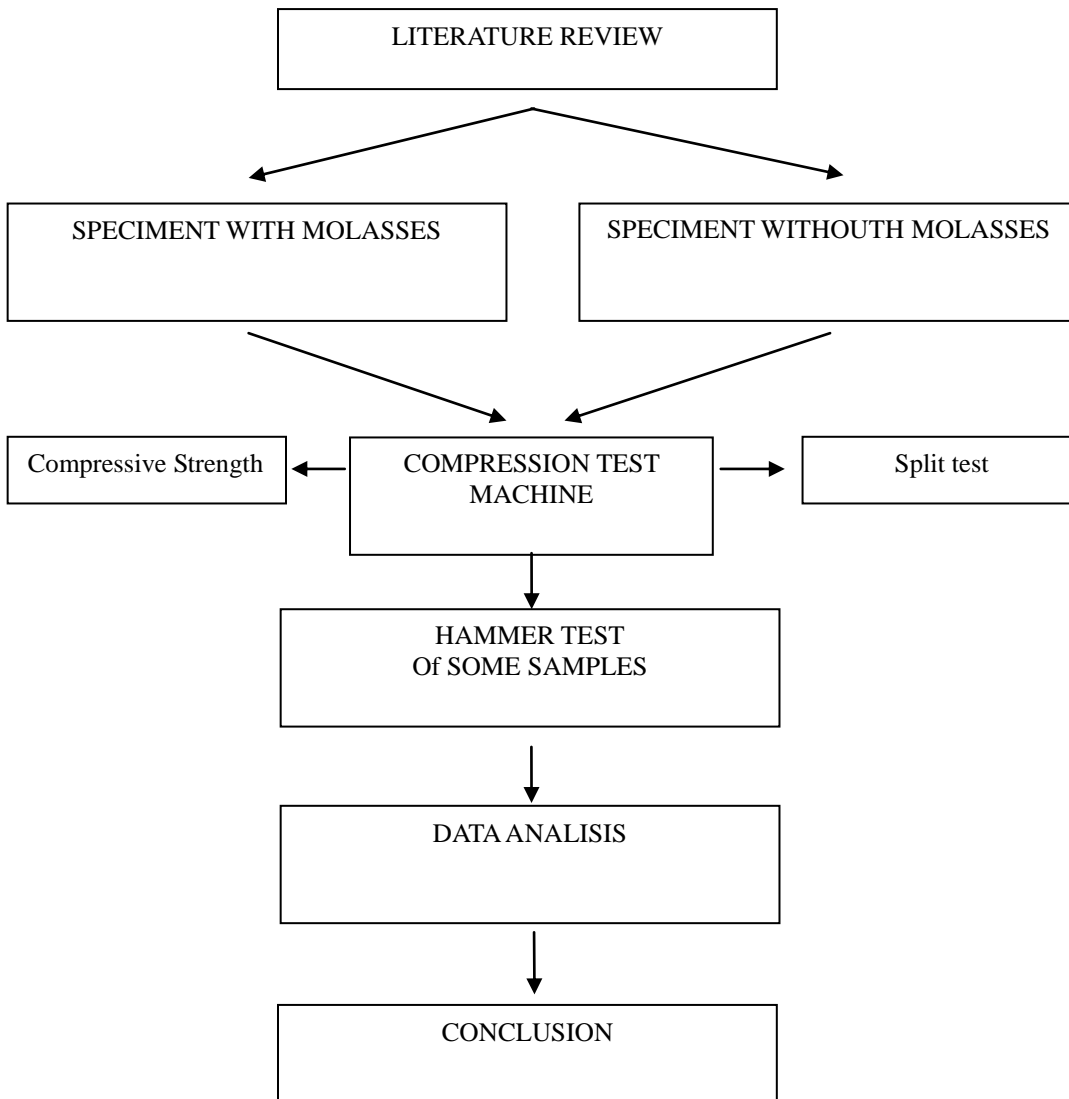 LITERATURE REVIEW
SPECIMENT WITH MOLASSES
SPECIMENT WITHOUTH MOLASSES
Compressive Strength
COMPRESSION TEST
MACHINE
Split test
HAMMER TEST
Of SOME SAMPLES
DATA ANALISIS
CONCLUSION